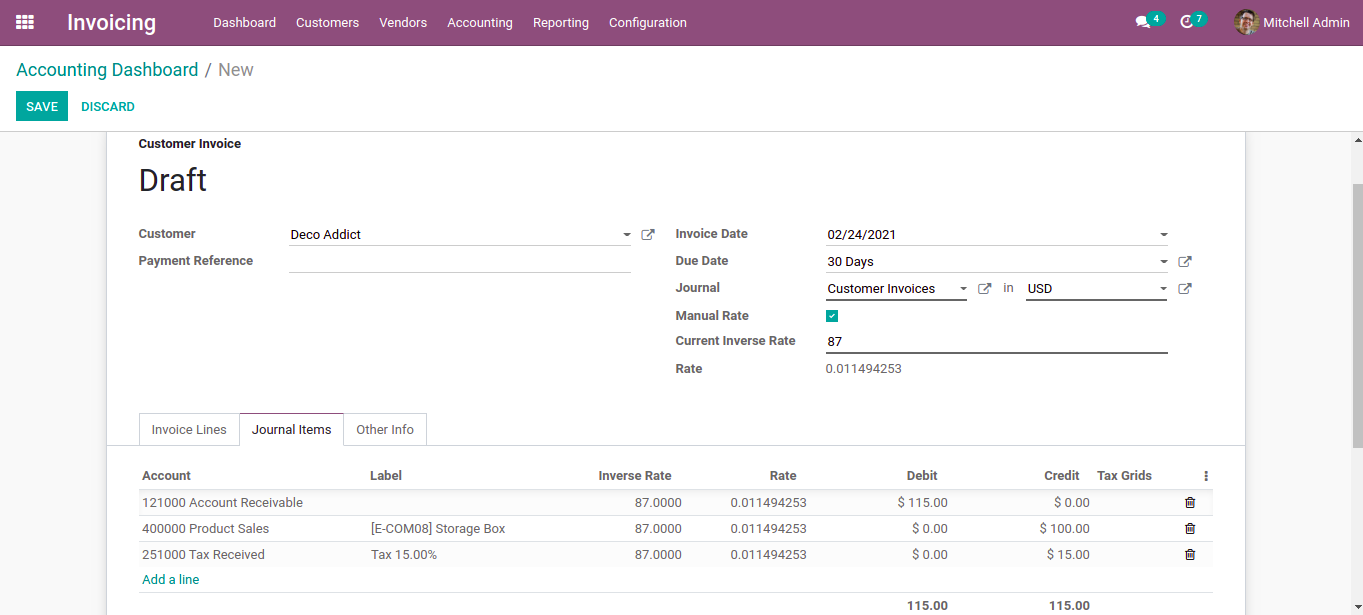 Invoicing Dashboard Customers Vendors Accounting Reporting Configuration 4 7 Mitchell Admin
Accounting Dashboard / New
SAVE DISCARD
Customer Invoice
Draft
Customer Deco Addict Invoice Date 02/24/2021
Payment Reference Due Date 30 Days
Journal Customer Invoices in USD
Manual Rate
Current Inverse Rate 87
Rate 0.011494253
Invoice Lines Journal Items Other Info
Account Label Inverse Rate Rate Debit Credit Tax Grids
121000 Account Receivable 87.0000 0.011494253 $ 115.00 $ 0.00
400000 Product Sales [E-COM08] Storage Box 87.0000 0.011494253 $ 0.00 $ 100.00
251000 Tax Received Tax 15.00% 87.0000 0.011494253 $ 0.00 $ 15.00
Add a line
115.00 115.00